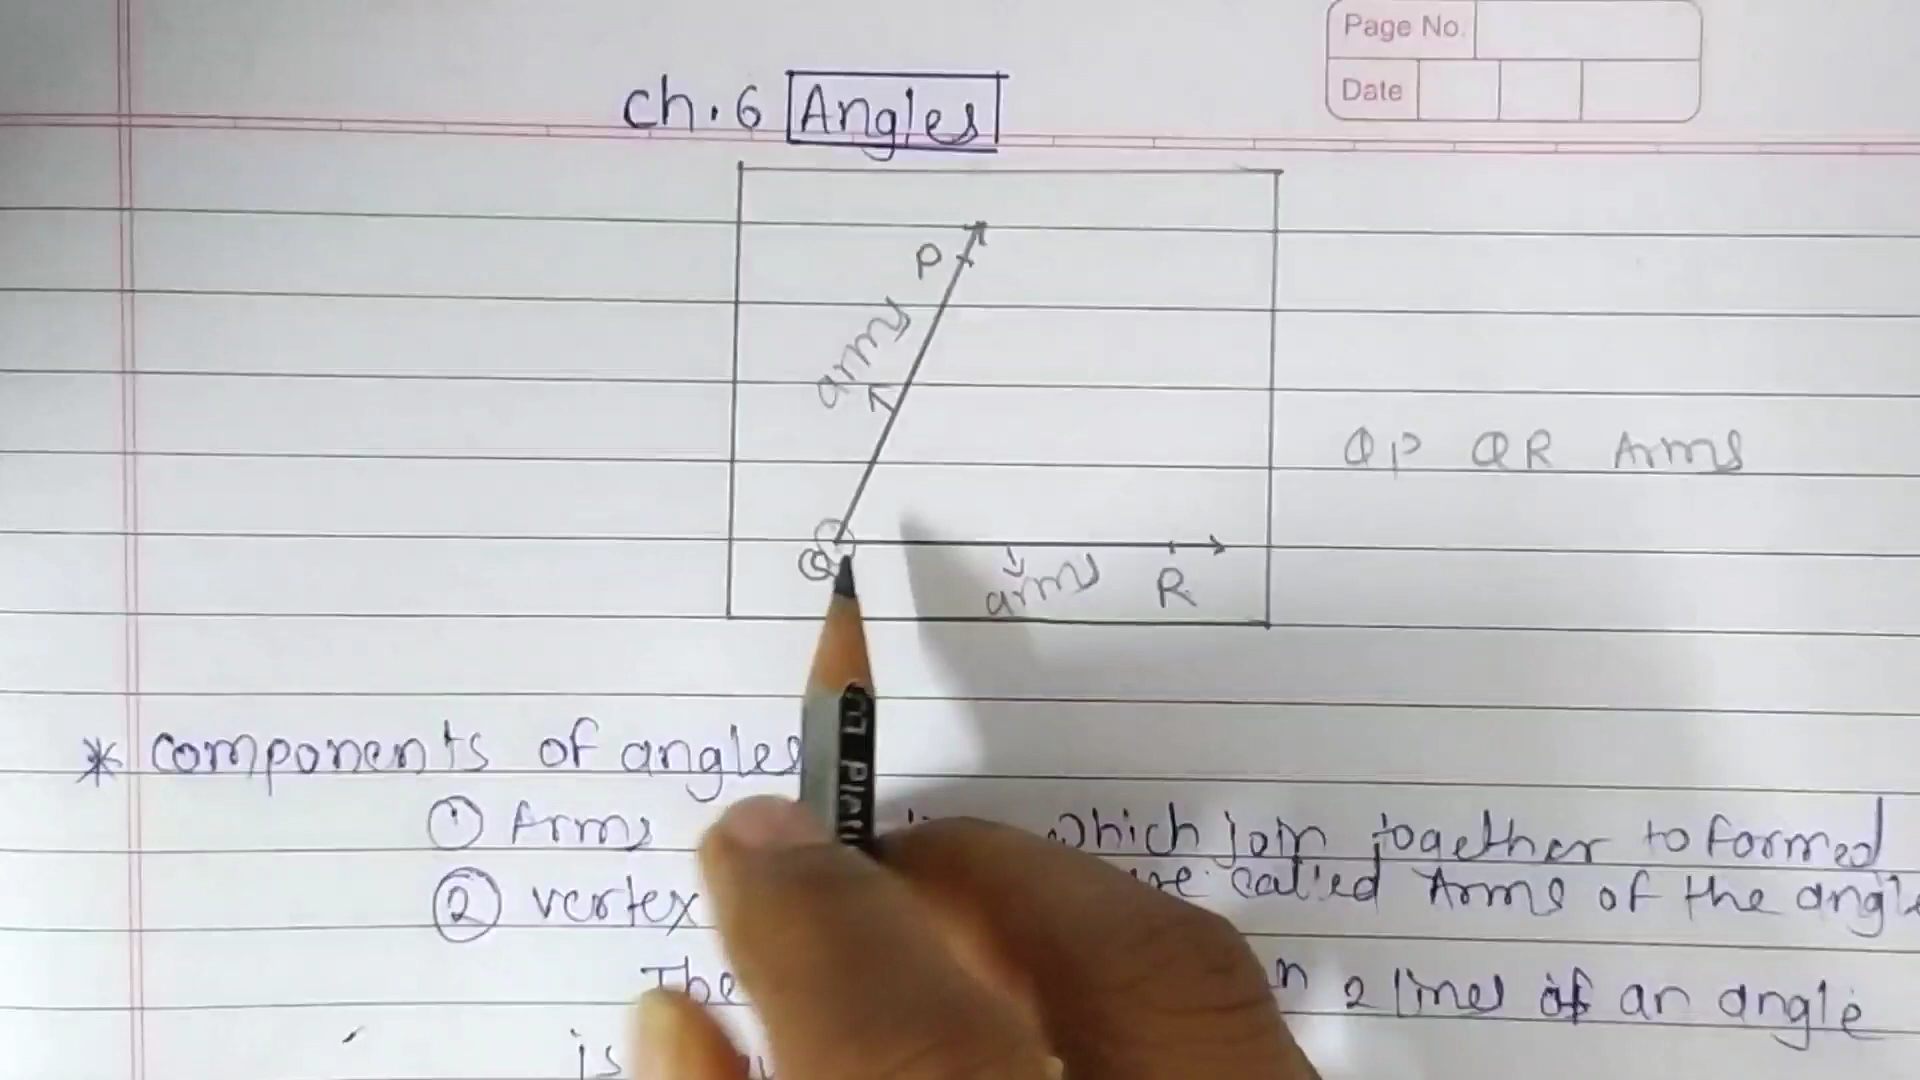 Page No.
Date
Ch. 6 Angles
P
arms
QP QR Arms
Q
arms
R
* components of angles
① Arms which join together to formed
② vertex called Arms of the angle
The 2 lines of an angle
is